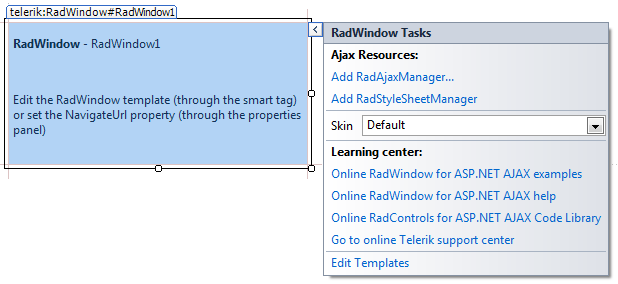 telerik:RadWindow#RadWindow1
RadWindow - RadWindow1
Edit the RadWindow template (through the smart tag)
or set the NavigateUrl property (through the properties
panel)
RadWindow Tasks
Ajax Resources:
Add RadAjaxManager...
Add RadStyleSheetManager
Skin Default
Learning center:
Online RadWindow for ASP.NET AJAX examples
Online RadWindow for ASP.NET AJAX help
Online RadControls for ASP.NET AJAX Code Library
Go to online Telerik support center
Edit Templates